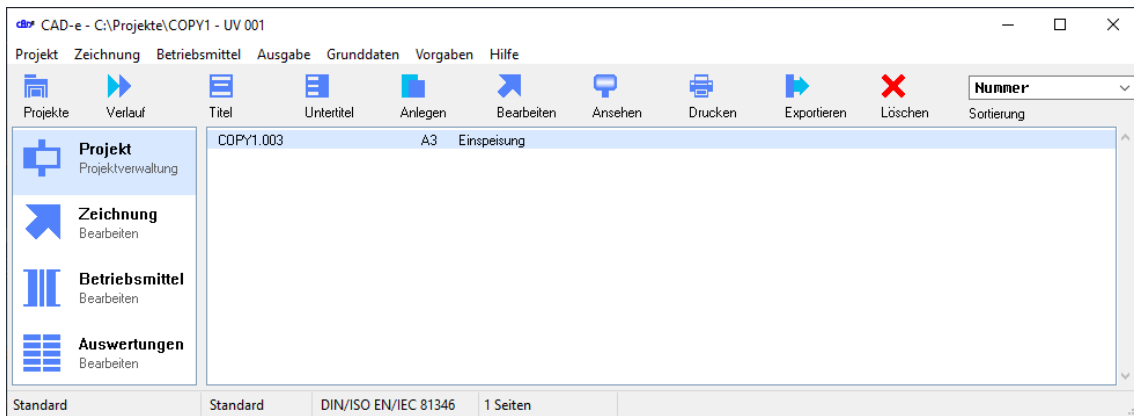 CAD-e - C:\Projekte\COPY1 - UV 001
Projekt Zeichnung Betriebsmittel Ausgabe Grunddaten Vorgaben Hilfe
Projekte Verlauf Titel Untertitel Anlegen Bearbeiten Ansehen Drucken Exportieren Löschen
Nummer
Sortierung
Projekt
Projektverwaltung
Zeichnung
Bearbeiten
Betriebsmittel
Bearbeiten
Auswertungen
Bearbeiten
COPY1.003 A3 Einspeisung
Standard Standard DIN/ISO EN/IEC 81346 1 Seiten